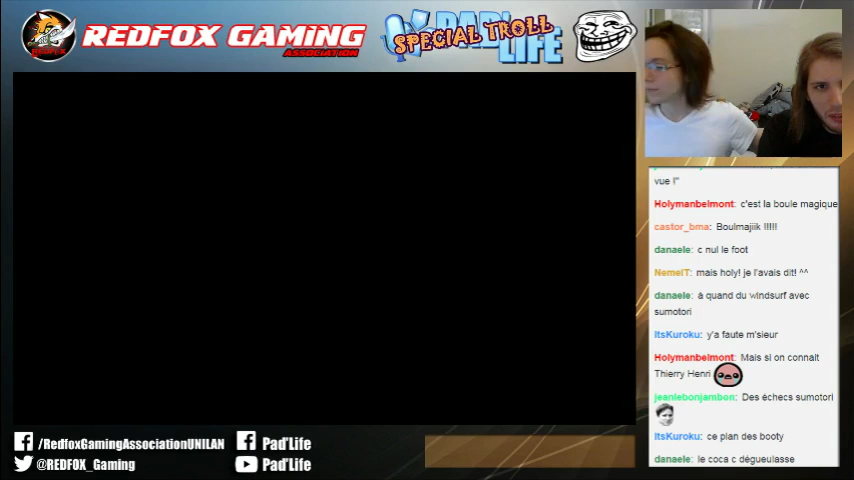 REDFOX GAMING
ASSOCIATION
REDFOX
PAD'
LIFE
SPECIAL TROLL
vue !"
Holymanbelmont: c'est la boule magique
castor_bma: Boulmajiik !!!!!
danaele: c nul le foot
NemeIT: mais holy! je l'avais dit! ^^
danaele: à quand du windsurf avec
sumotori
ItsKuroku: y'a faute m'sieur
Holymanbelmont: Mais si on connait
Thierry Henri
jeanlebonjambon: Des échecs sumotori
ItsKuroku: ce plan des booty
danaele: le coca c dégueulasse
/RedfoxGamingAssociationUNILAN
Pad'Life
@REDFOX_Gaming
Pad'Life